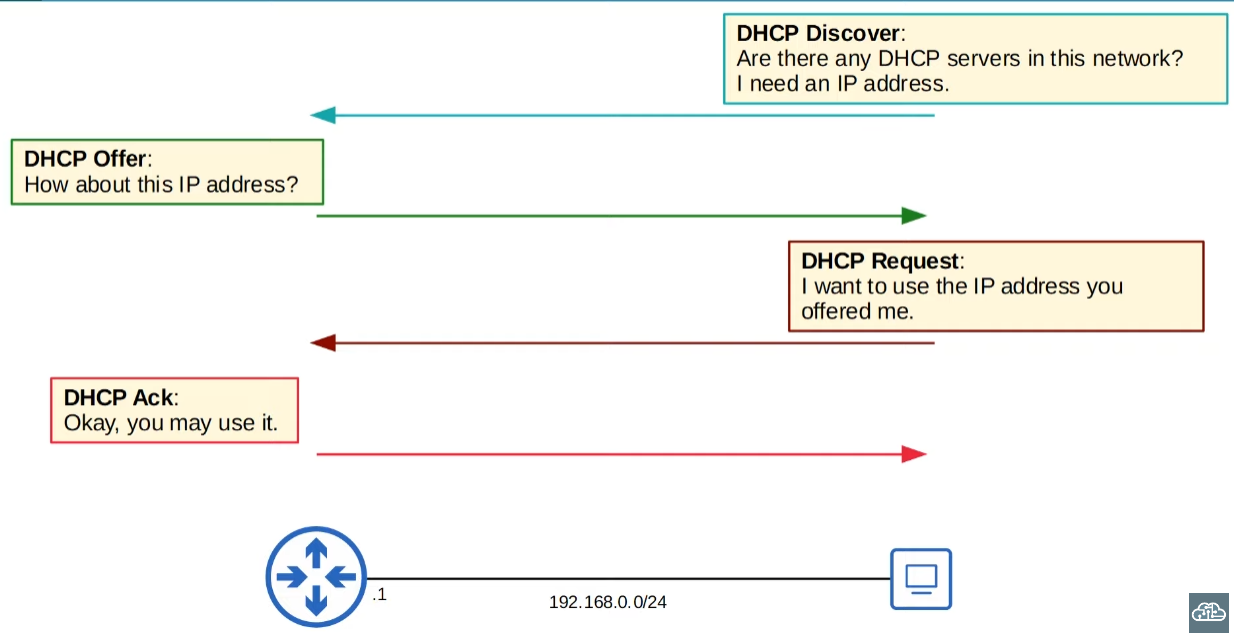 DHCP Discover:
Are there any DHCP servers in this network?
I need an IP address.
DHCP Offer:
How about this IP address?
DHCP Request:
I want to use the IP address you
offered me.
DHCP Ack:
Okay, you may use it.
.1
192.168.0.0/24